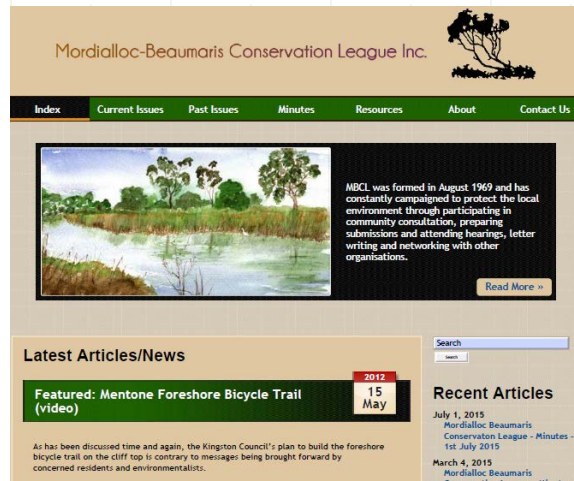 Mordialloc-Beaumaris Conservation League Inc.
Index Current Issues Past Issues Minutes Resources About Contact Us
MBCL was formed in August 1969 and has
constantly campaigned to protect the local
environment through participating in
community consultation, preparing
submissions and attending hearings, letter
writing and networking with other
organisations.
Read More »
Latest Articles/News
Featured: Mentone Foreshore Bicycle Trail
(video)
2012
15
May
As has been discussed time and again, the Kingston Council's plan to build the foreshore
bicycle trail on the cliff top is contrary to messages being brought forward by
concerned residents and environmentalists.
Search
Search
Recent Articles
July 1, 2015
Mordialloc Beaumaris
Conservaton League - Minutes -
1st July 2015
March 4, 2015
Mordialloc Beaumaris